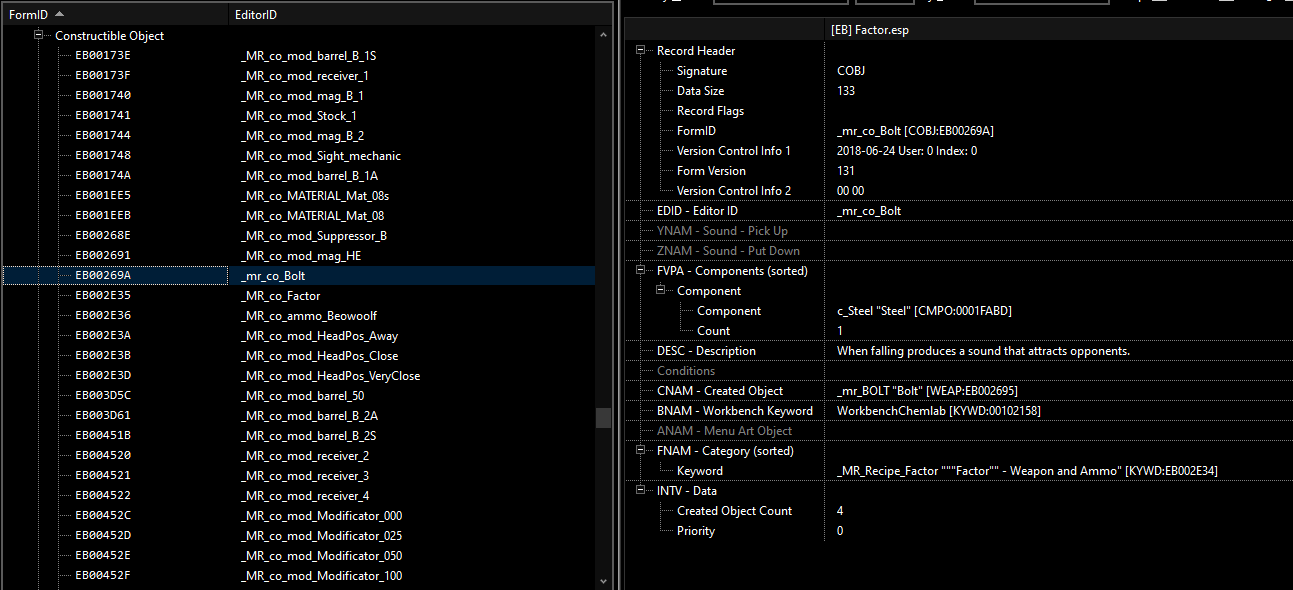 FormID EditorID
Constructible Object
EB00173E _MR_co_mod_barrel_B_1S
EB00173F _MR_co_mod_receiver_1
EB001740 _MR_co_mod_mag_B_1
EB001741 _MR_co_mod_Stock_1
EB001744 _MR_co_mod_mag_B_2
EB001748 _MR_co_mod_Sight_mechanic
EB00174A _MR_co_mod_barrel_B_1A
EB001EE5 _MR_co_MATERIAL_Mat_08s
EB001EEB _MR_co_MATERIAL_Mat_08
EB00268E _MR_co_mod_Suppressor_B
EB002691 _MR_co_mod_mag_HE
EB00269A _mr_co_Bolt
EB002E35 _MR_co_Factor
EB002E36 _MR_co_ammo_Beowoolf
EB002E3A _MR_co_mod_HeadPos_Away
EB002E3B _MR_co_mod_HeadPos_Close
EB002E3D _MR_co_mod_HeadPos_VeryClose
EB003D5C _MR_co_mod_barrel_50
EB003D61 _MR_co_mod_barrel_B_2A
EB00451B _MR_co_mod_barrel_B_2S
EB004520 _MR_co_mod_receiver_2
EB004521 _MR_co_mod_receiver_3
EB004522 _MR_co_mod_receiver_4
EB00452C _MR_co_mod_Modificator_000
EB00452D _MR_co_mod_Modificator_025
EB00452E _MR_co_mod_Modificator_050
EB00452F _MR_co_mod_Modificator_100
[EB] Factor.esp
Record Header
Signature COBJ
Data Size 133
Record Flags
FormID _mr_co_Bolt [COBJ:EB00269A]
Version Control Info 1 2018-06-24 User: 0 Index: 0
Form Version 131
Version Control Info 2 00 00
EDID - Editor ID _mr_co_Bolt
YNAM - Sound - Pick Up
ZNAM - Sound - Put Down
FVPA - Components (sorted)
Component
Component c_Steel "Steel" [CMPO:0001FABD]
Count 1
DESC - Description When falling produces a sound that attracts opponents.
Conditions
CNAM - Created Object _mr_BOLT "Bolt" [WEAP:EB002695]
BNAM - Workbench Keyword WorkbenchChemlab [KYWD:00102158]
ANAM - Menu Art Object
FNAM - Category (sorted)
Keyword _MR_Recipe_Factor """Factor"" - Weapon and Ammo" [KYWD:EB002E34]
INTV - Data
Created Object Count 4
Priority 0